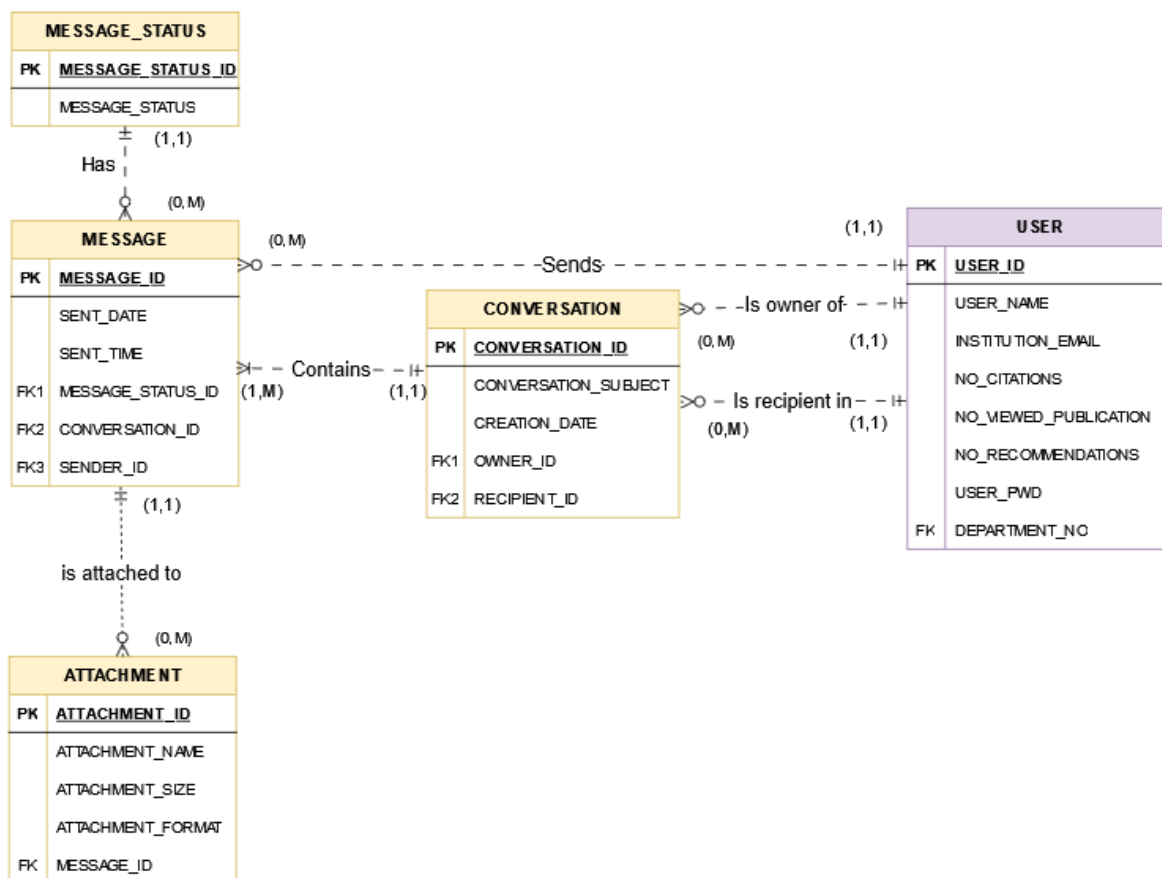 MESSAGE_STATUS
PK MESSAGE_STATUS_ID
MESSAGE_STATUS
(1,1)
Has
(0,M)
MESSAGE
PK MESSAGE_ID
SENT_DATE
SENT_TIME
FK1 MESSAGE_STATUS_ID
FK2 CONVERSATION_ID
FK3 SENDER_ID
(0,M)
Sends
(1,1)
USER
PK USER_ID
USER_NAME
INSTITUTION_EMAIL
NO_CITATIONS
NO_VIEWED_PUBLICATION
NO_RECOMMENDATIONS
USER_PWD
FK DEPARTMENT_NO
CONVERSATION
PK CONVERSATION_ID
CONVERSATION_SUBJECT
CREATION_DATE
FK1 OWNER_ID
FK2 RECIPIENT_ID
Is owner of
(0,M)
(1,1)
Is recipient in
(0,M)
(1,1)
Contains
(1,M)
(1,1)
(1,1)
is attached to
(0,M)
ATTACHMENT
PK ATTACHMENT_ID
ATTACHMENT_NAME
ATTACHMENT_SIZE
ATTACHMENT_FORMAT
FK MESSAGE_ID